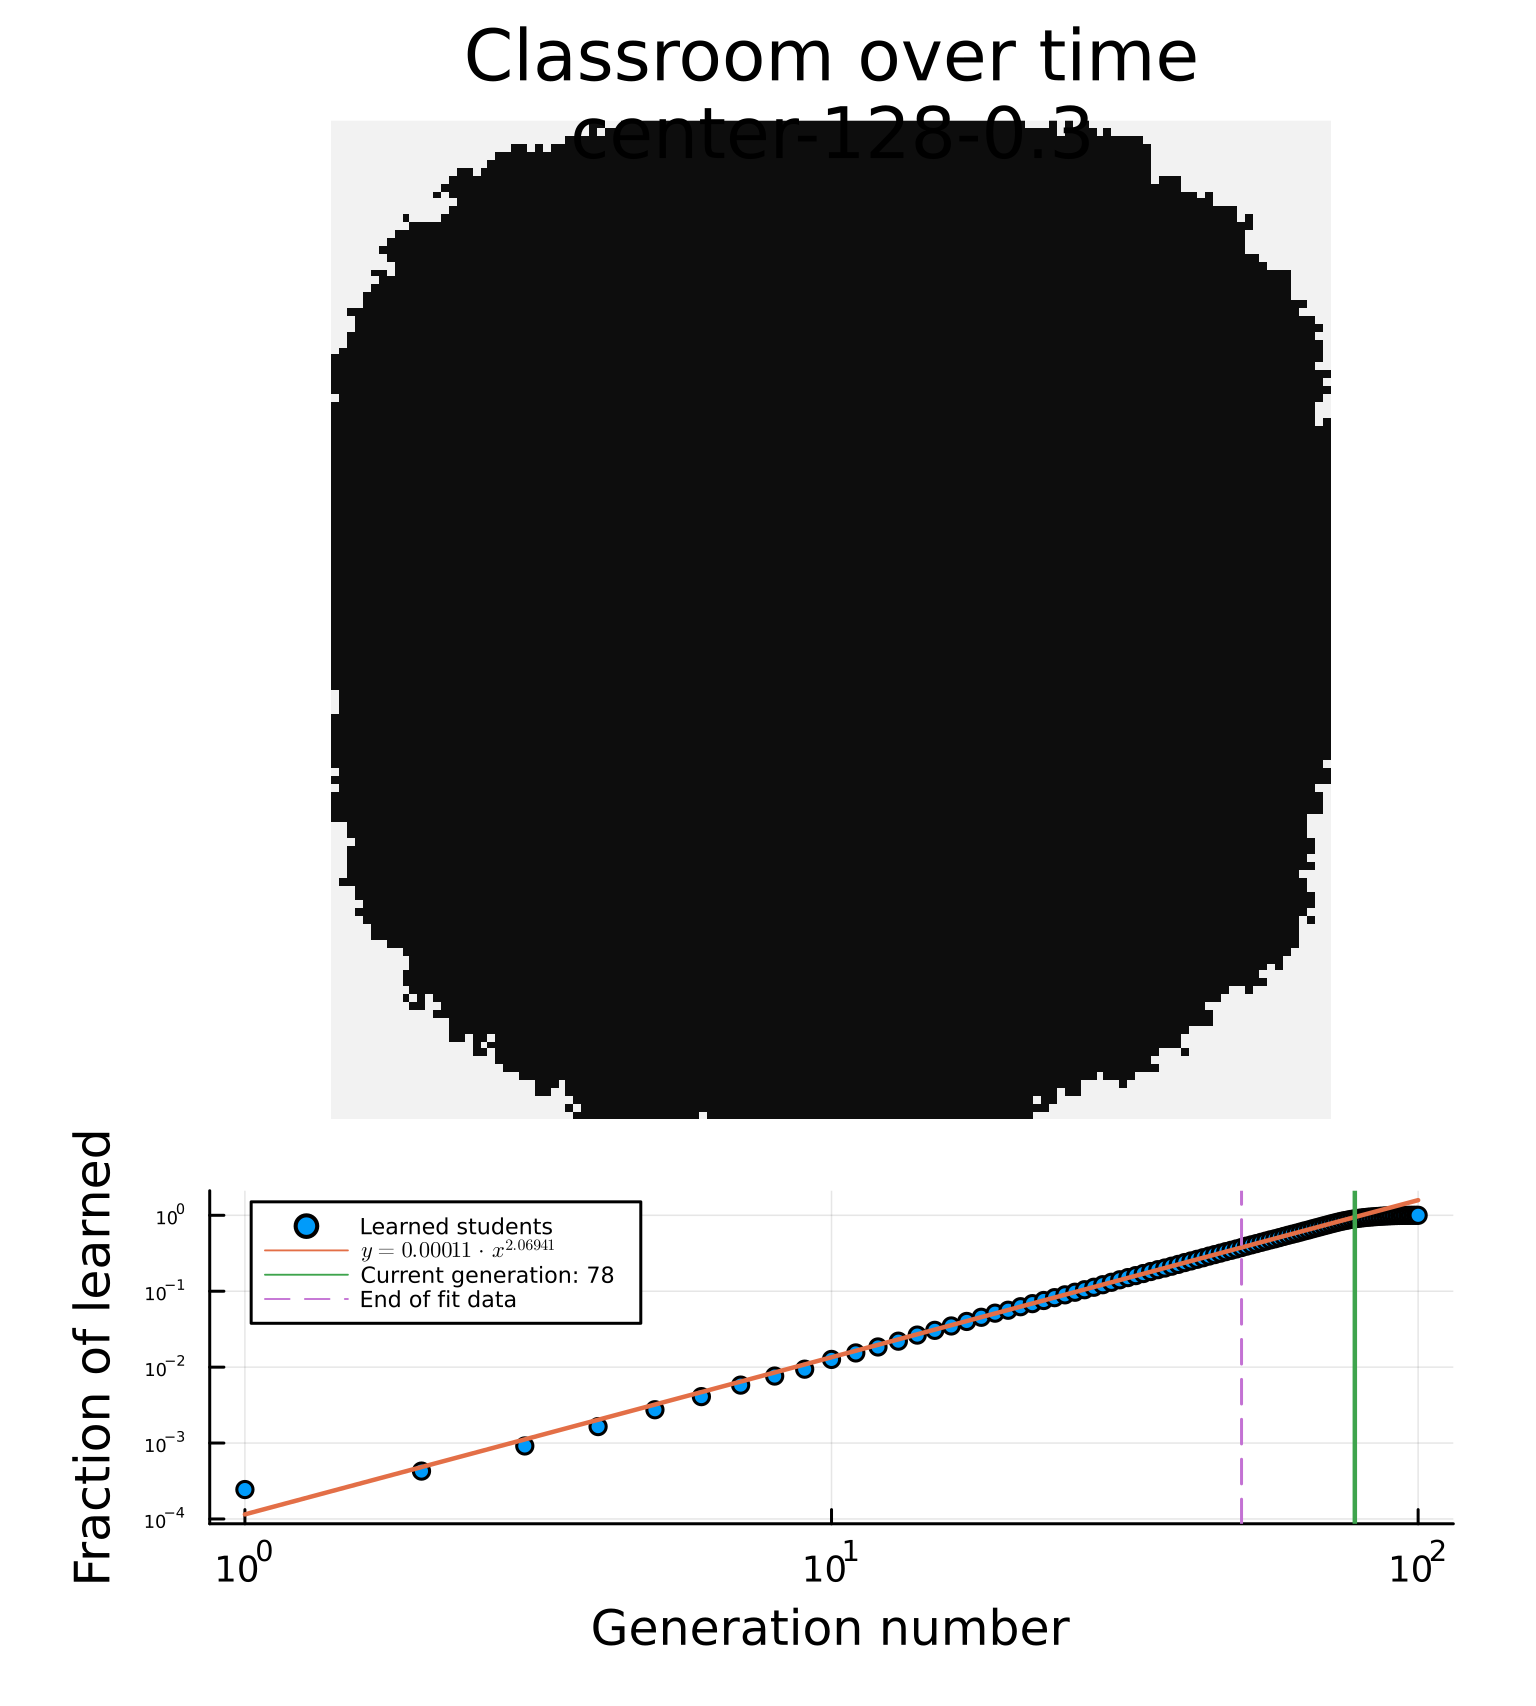 Classroom over time
center-128-0.3
Fraction of learned
10^0
10^−1
10^−2
10^−3
10^−4
Learned students
y = 0.00011 · x^2.06941
Current generation: 78
End of fit data
10^0 10^1 10^2
Generation number